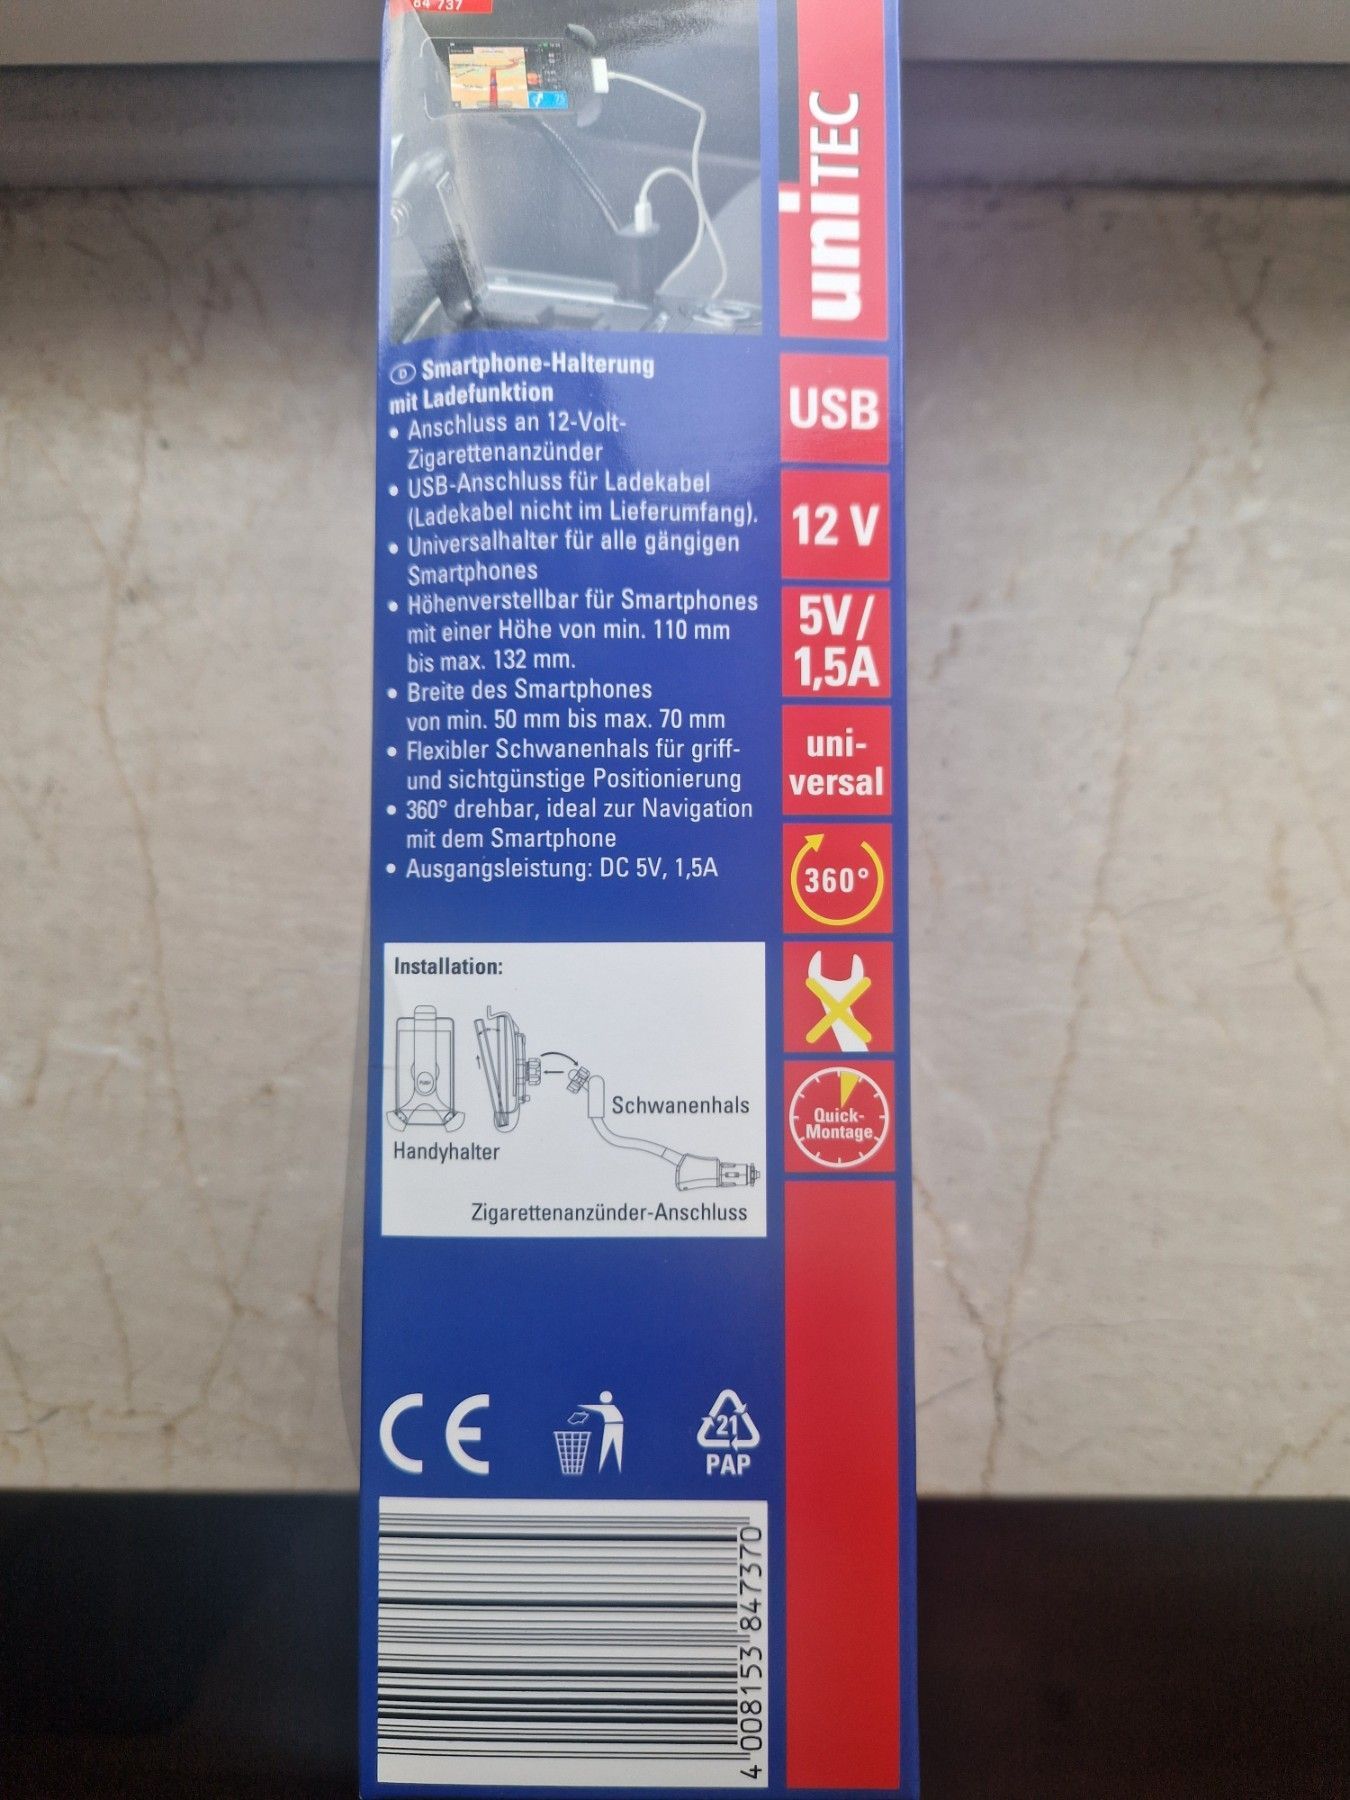 84 737
uniTEC
D Smartphone-Halterung
mit Ladefunktion
• Anschluss an 12-Volt-
Zigarettenanzünder
• USB-Anschluss für Ladekabel
(Ladekabel nicht im Lieferumfang).
• Universalhalter für alle gängigen
Smartphones
• Höhenverstellbar für Smartphones
mit einer Höhe von min. 110 mm
bis max. 132 mm.
• Breite des Smartphones
von min. 50 mm bis max. 70 mm
• Flexibler Schwanenhals für griff-
und sichtgünstige Positionierung
• 360° drehbar, ideal zur Navigation
mit dem Smartphone
• Ausgangsleistung: DC 5V, 1,5A
USB
12 V
5V/
1,5A
uni-
versal
360°
Quick-
Montage
Installation:
PUSH
Schwanenhals
Handyhalter
Zigarettenanzünder-Anschluss
CE
21
PAP
4 008153 847370